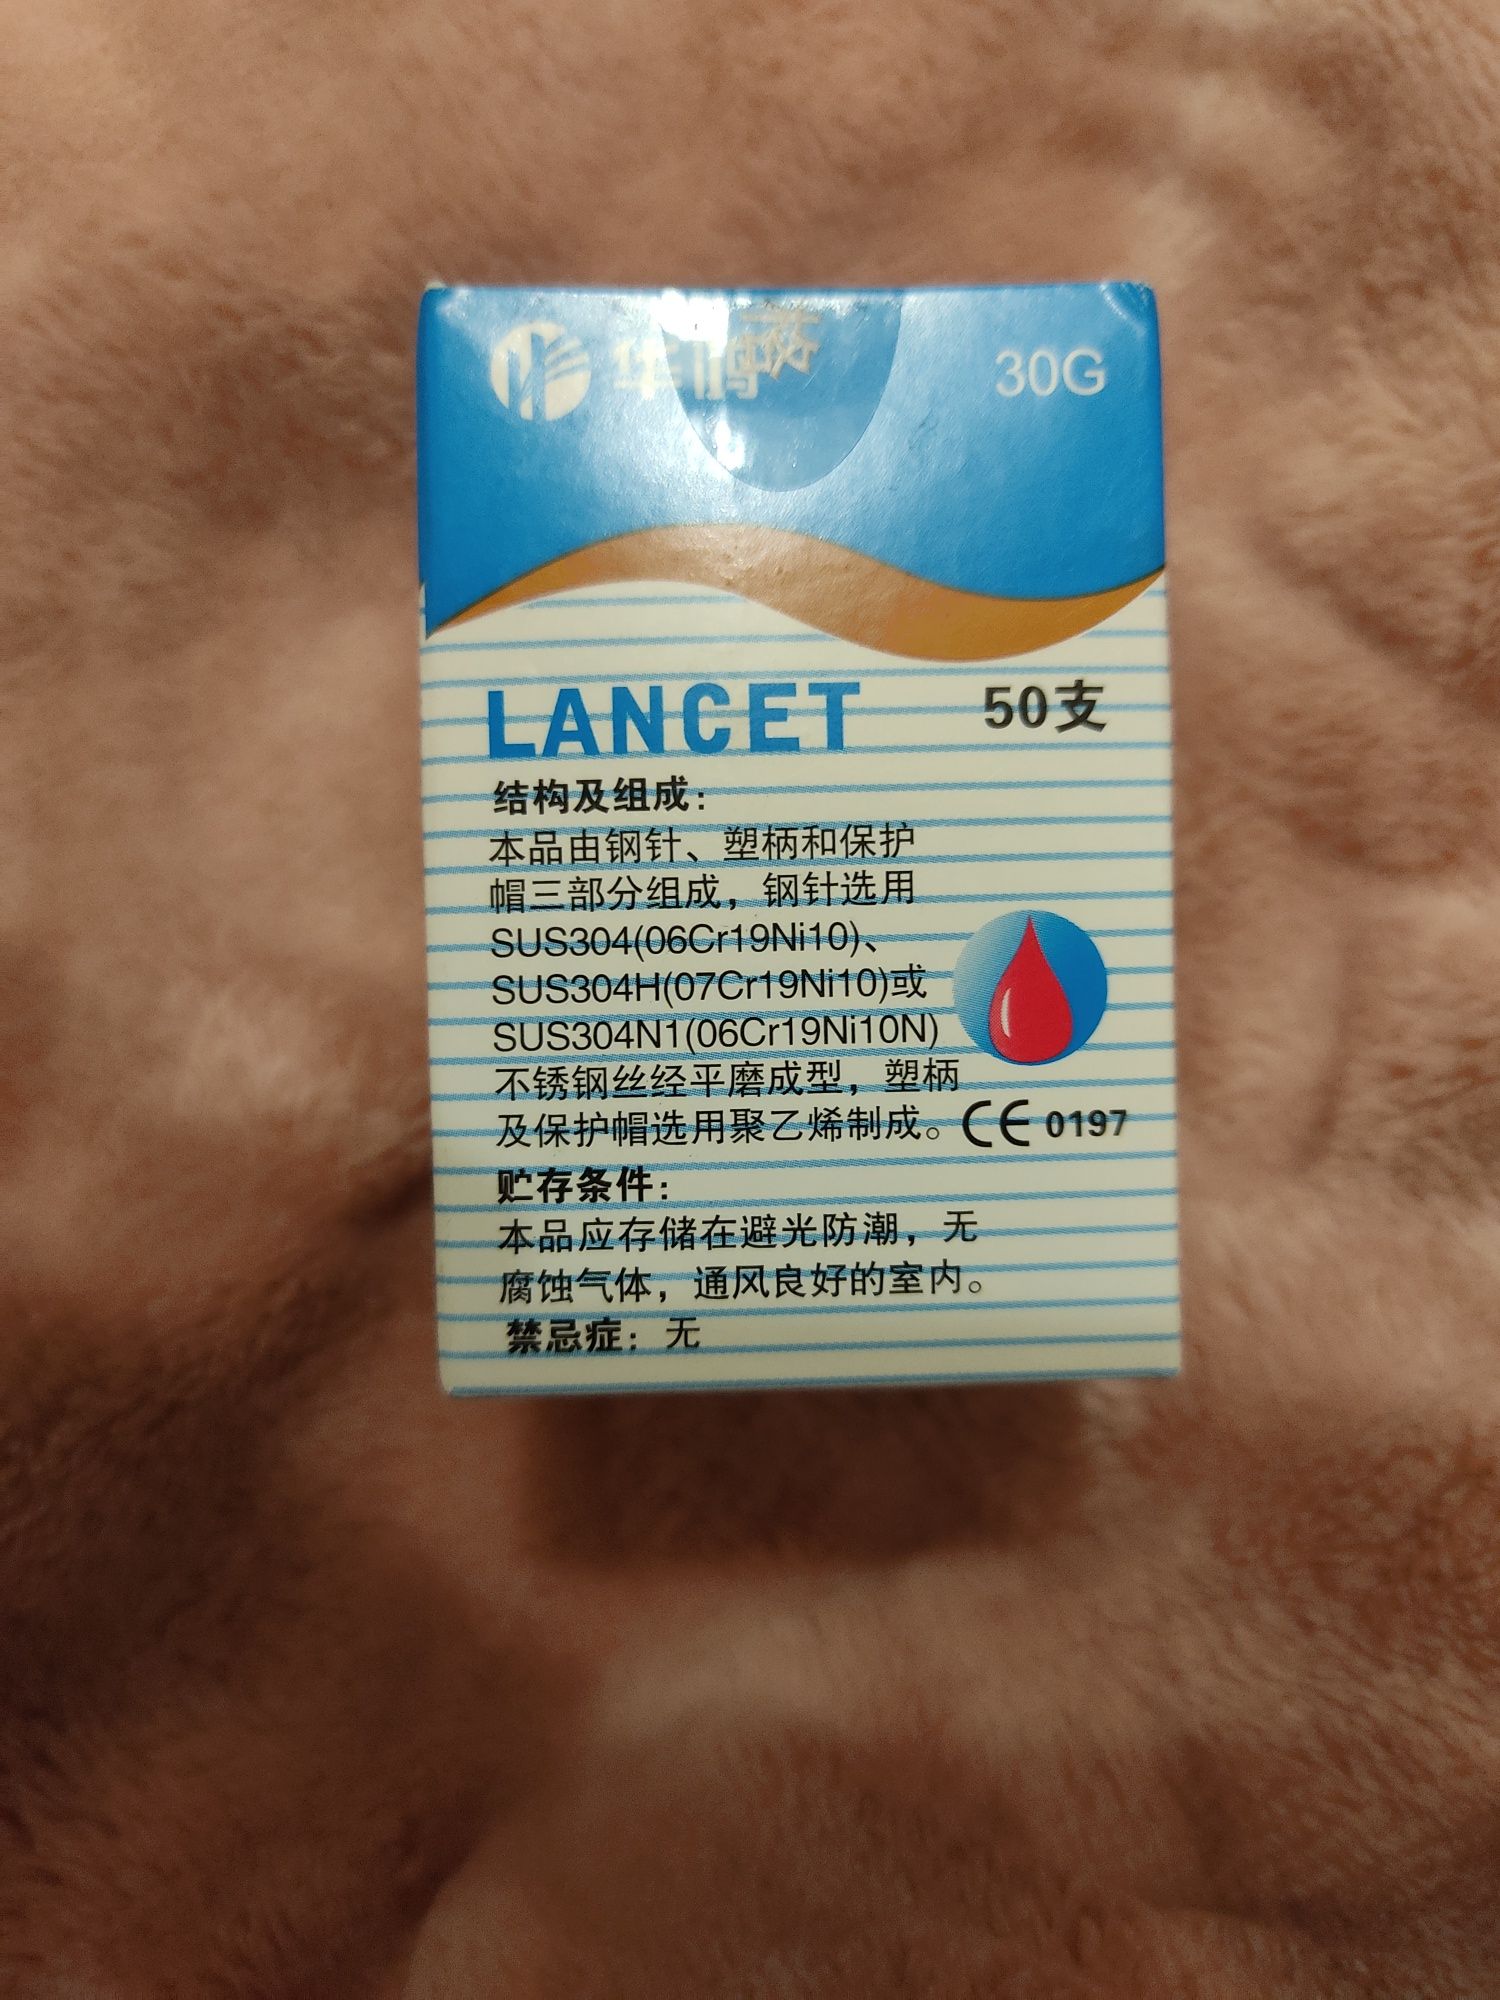 华
30G
LANCET 50支
结构及组成：
本品由钢针、塑柄和保护
帽三部分组成，钢针选用
SUS304(06Cr19Ni10)、
SUS304H(07Cr19Ni10)或
SUS304N1(06Cr19Ni10N)
不锈钢丝经平磨成型，塑柄
及保护帽选用聚乙烯制成。
CE 0197
贮存条件：
本品应存储在避光防潮，无
腐蚀气体，通风良好的室内。
禁忌症：无